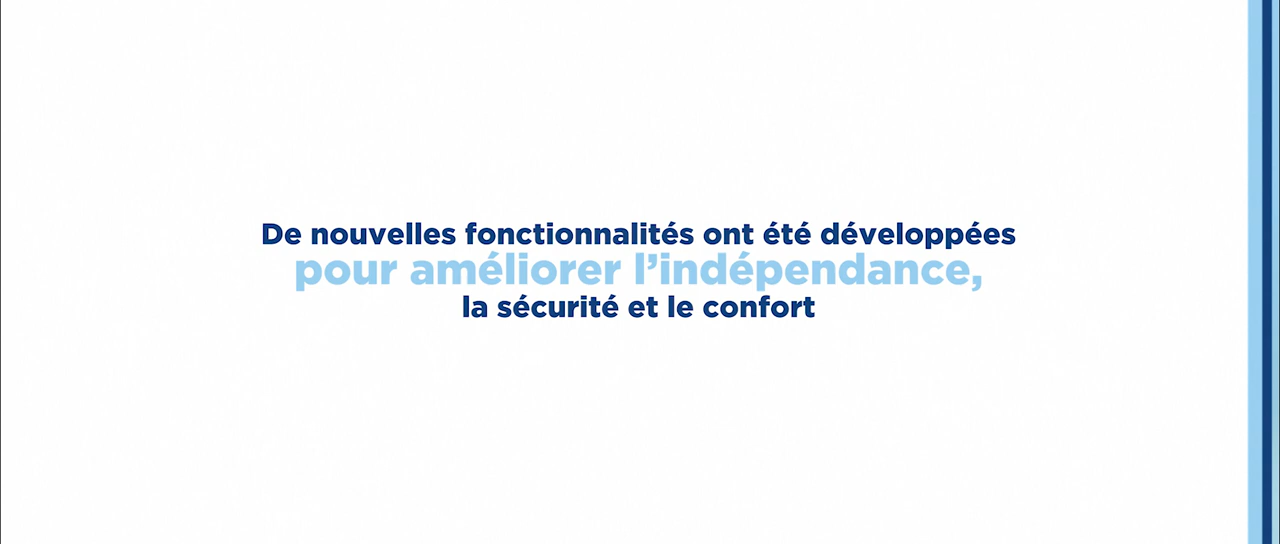 De nouvelles fonctionnalités ont été développées
pour améliorer l’indépendance,
la sécurité et le confort